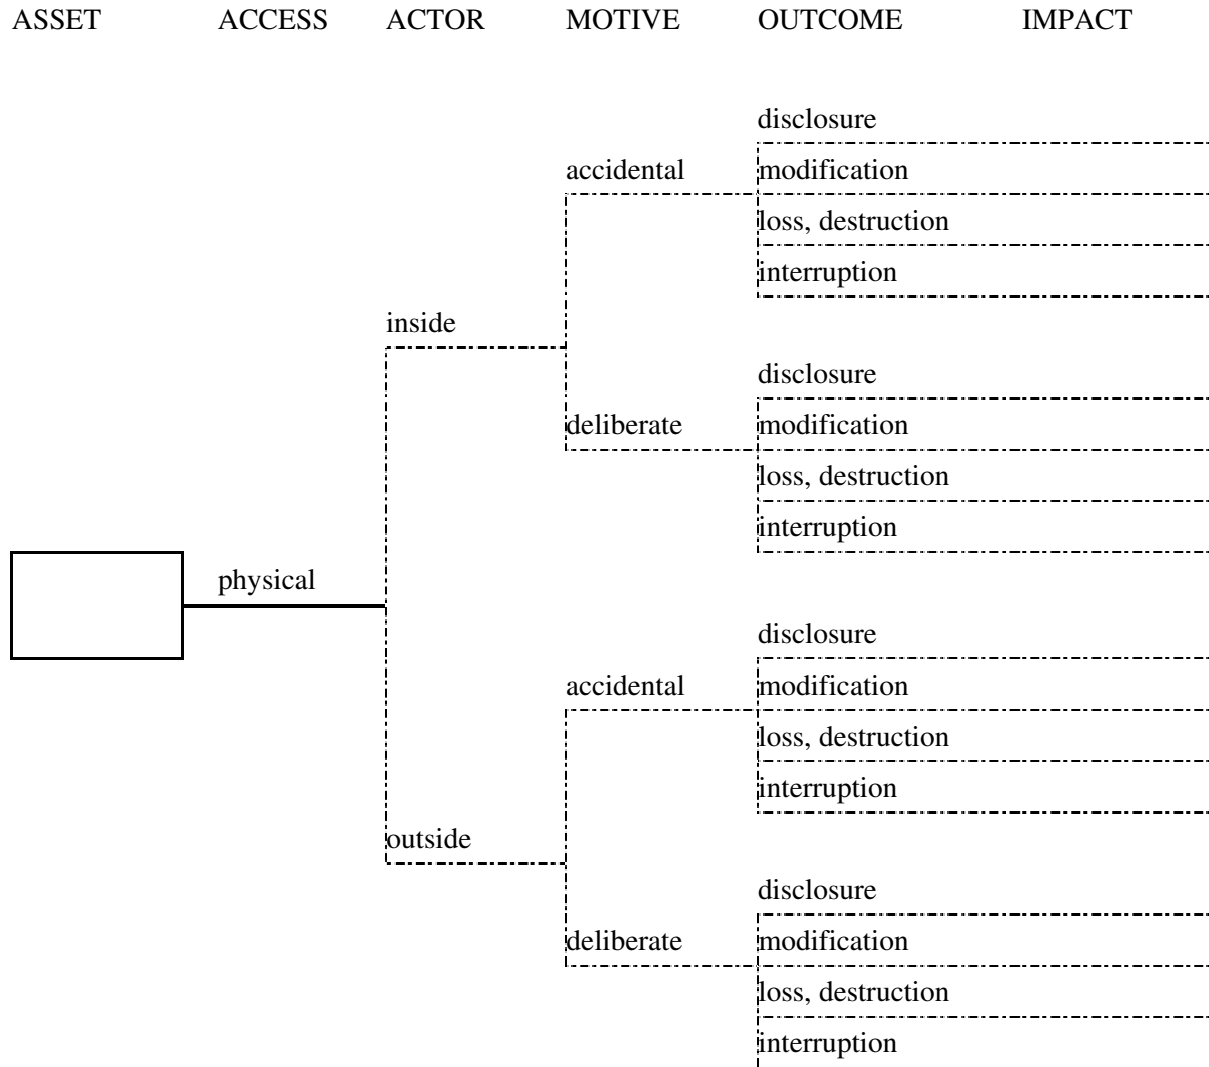 ASSET ACCESS ACTOR MOTIVE OUTCOME IMPACT
disclosure
accidental modification
loss, destruction
interruption
inside
disclosure
deliberate modification
loss, destruction
interruption
physical
disclosure
accidental modification
loss, destruction
interruption
outside
disclosure
deliberate modification
loss, destruction
interruption